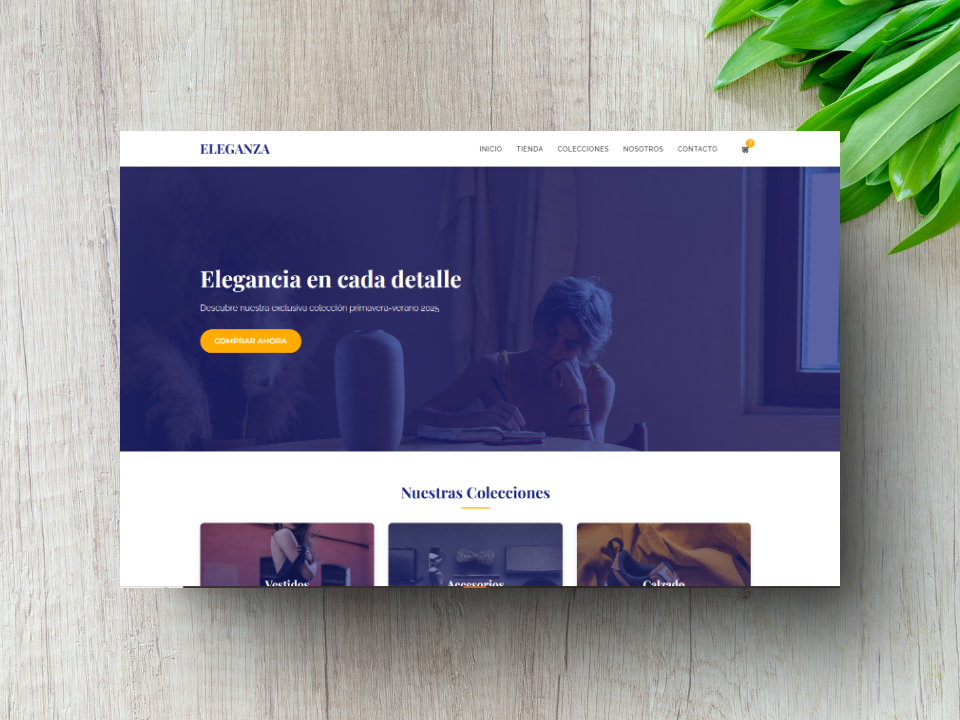 ELEGANZA
INICIO TIENDA COLECCIONES NOSOTROS CONTACTO
Elegancia en cada detalle
Descubre nuestra exclusiva colección primavera-verano 2025
COMPRAR AHORA
Nuestras Colecciones
Vestidos Accesorios Calzado